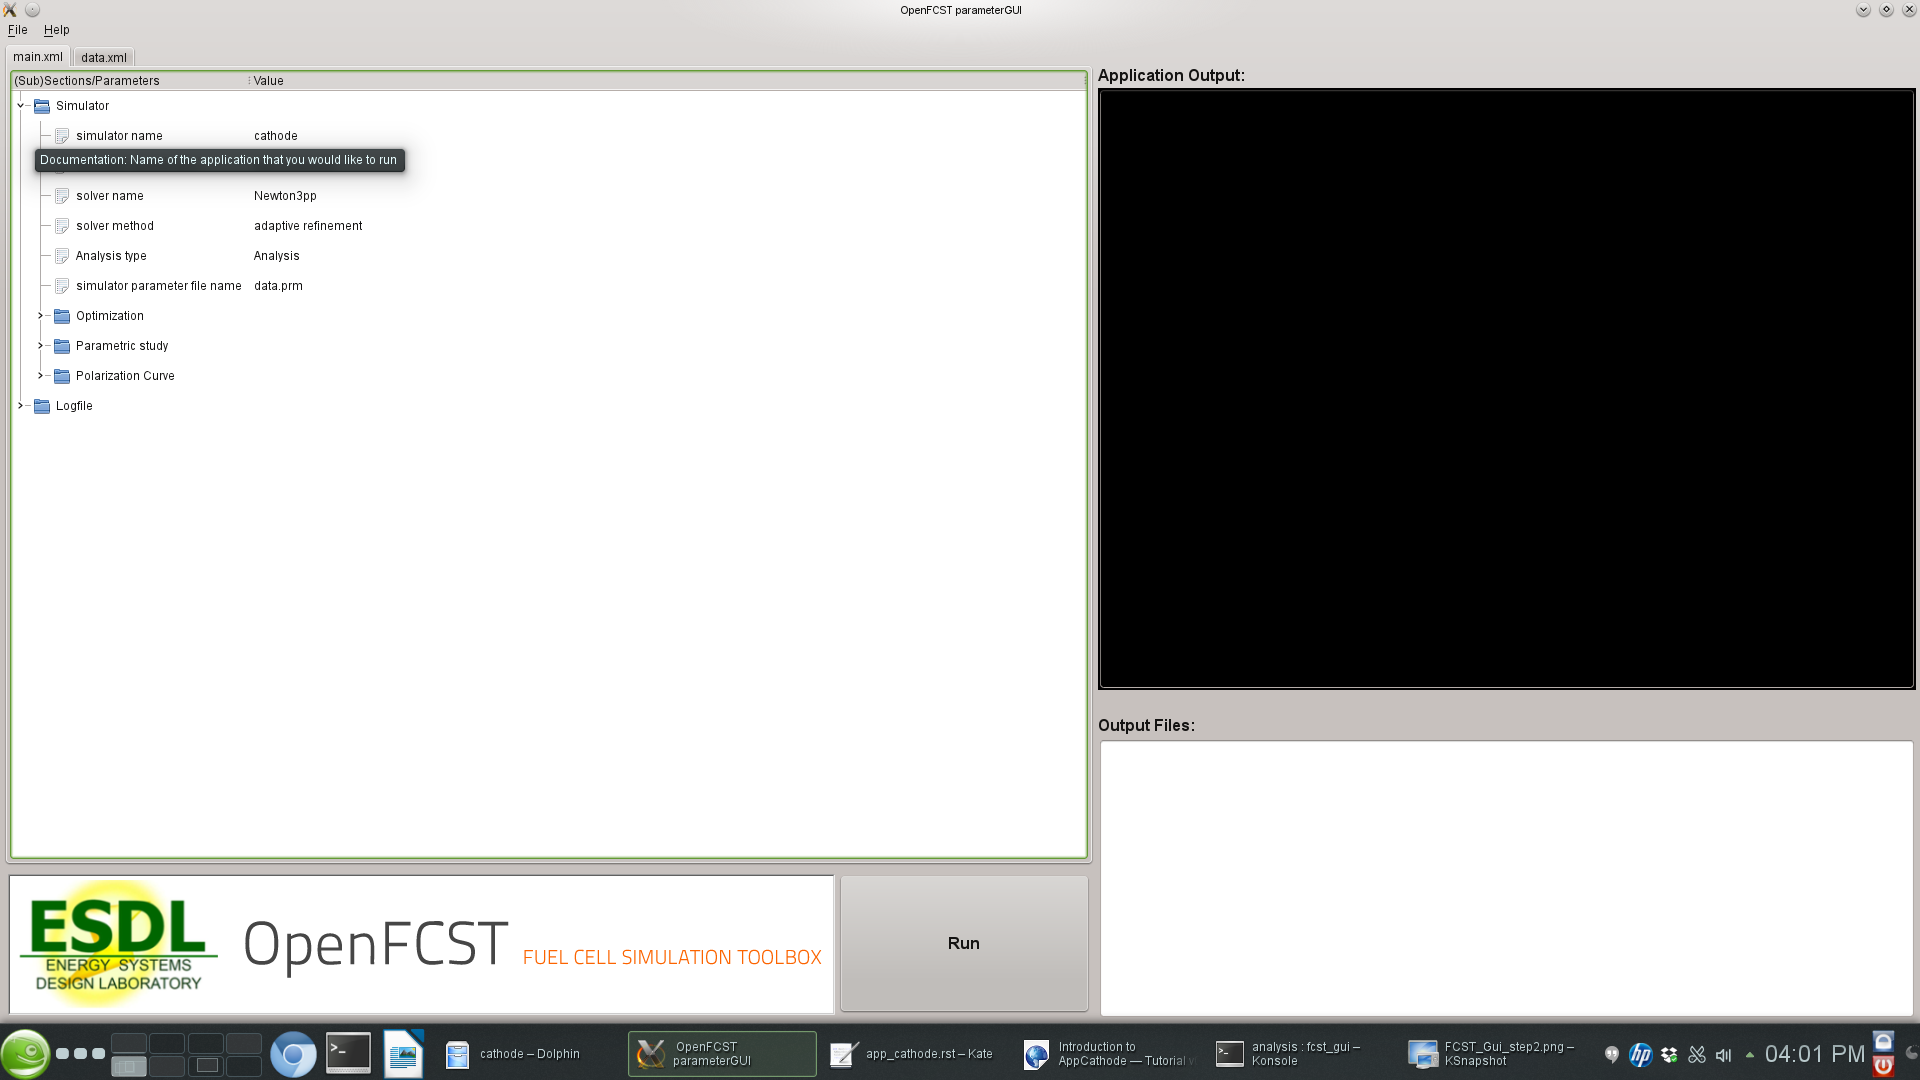 OpenFCST parameterGUI
File Help
main.xml data.xml
(Sub)Sections/Parameters Value
Application Output:
Simulator
simulator name cathode
Documentation: Name of the application that you would like to run
solver name Newton3pp
solver method adaptive refinement
Analysis type Analysis
simulator parameter file name data.prm
Optimization
Parametric study
Polarization Curve
Logfile
Output Files:
ESDL
ENERGY SYSTEMS
DESIGN LABORATORY
OpenFCST FUEL CELL SIMULATION TOOLBOX
Run
cathode – Dolphin
OpenFCST
parameterGUI
app_cathode.rst – Kate
Introduction to
AppCathode — Tutorial
analysis : fcst_gui –
Konsole
FCST_Gui_step2.png –
KSnapshot
hp
04:01 PM